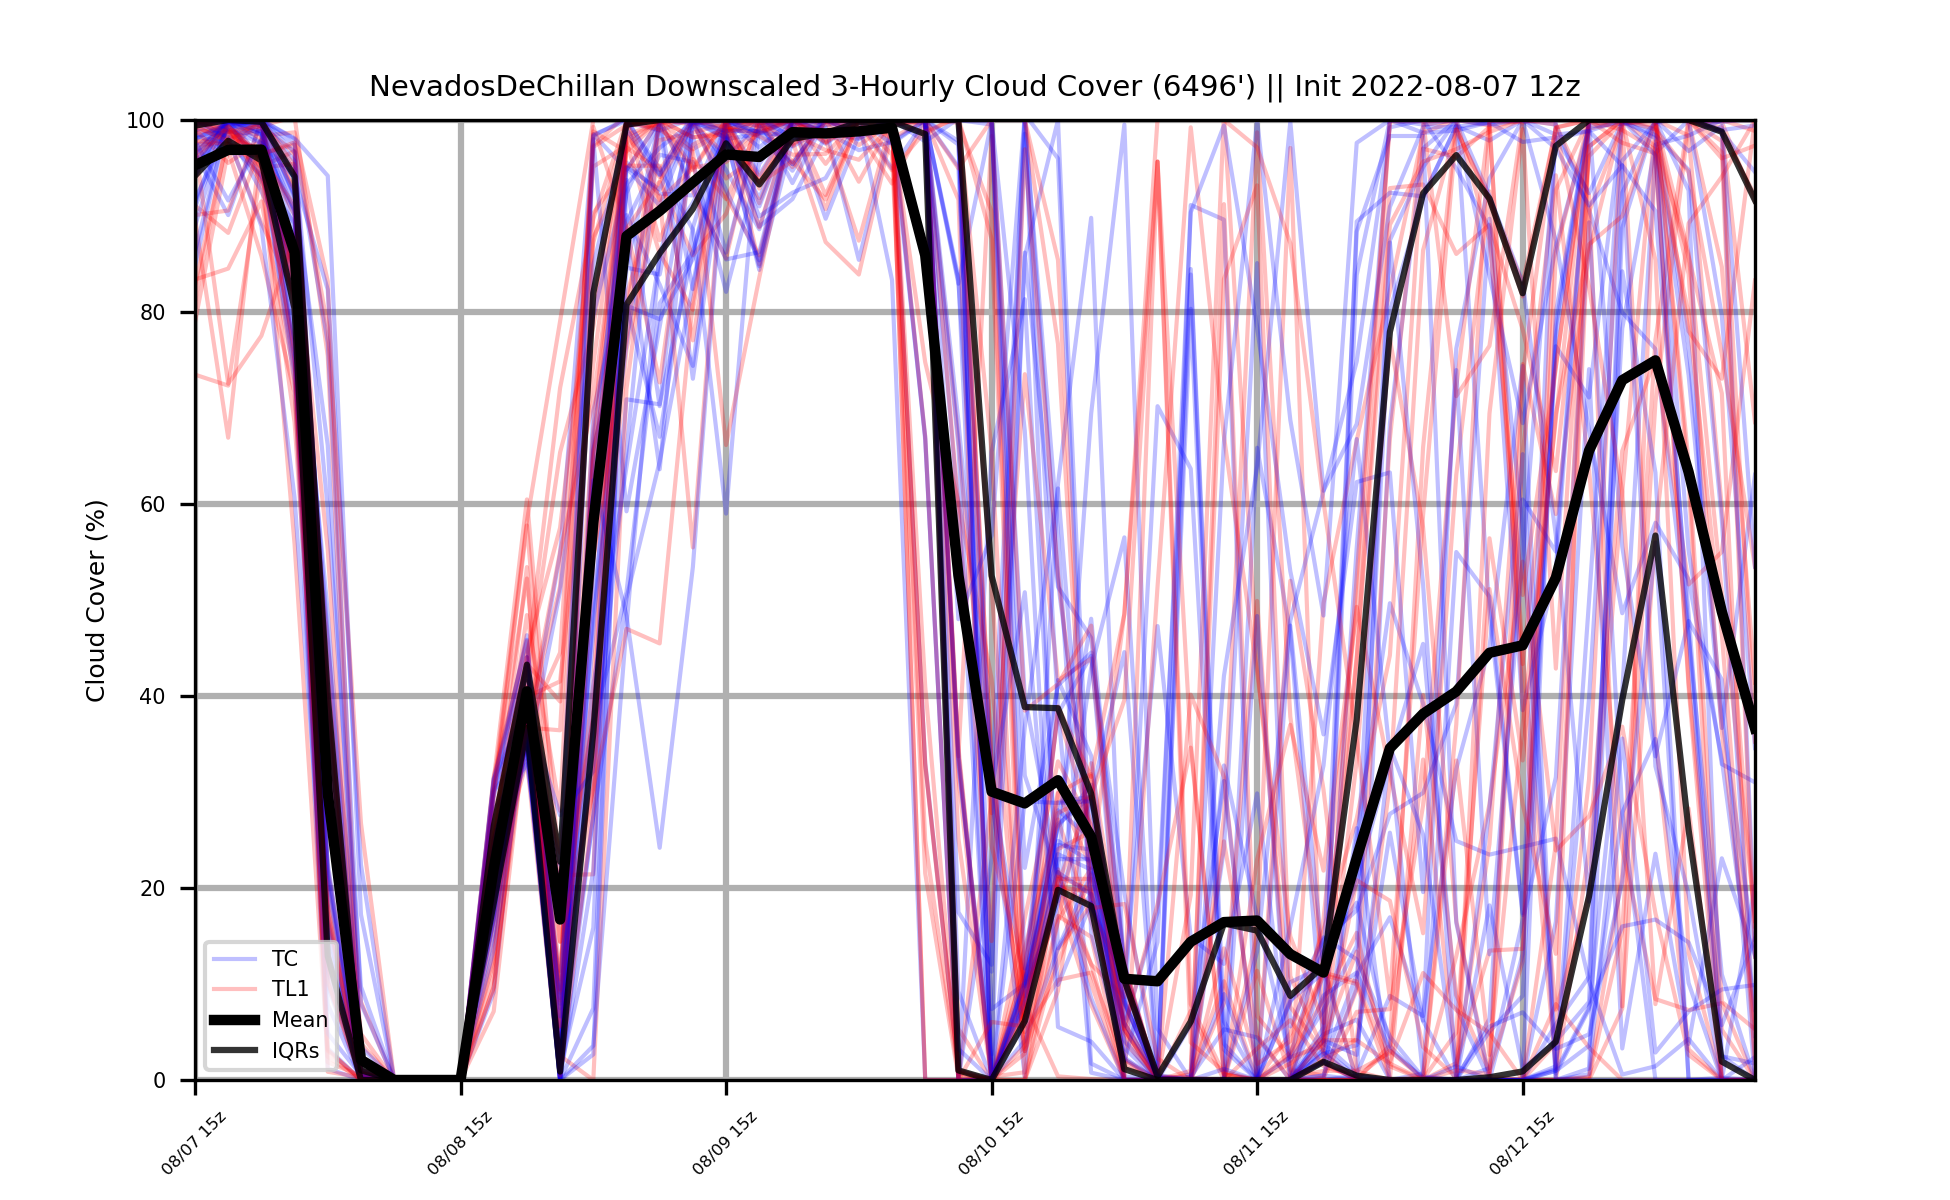 NevadosDeChillan Downscaled 3-Hourly Cloud Cover (6496') || Init 2022-08-07 12z
Cloud Cover (%)
100
80
60
40
20
0
TC
TL1
Mean
IQRs
08/07 15z
08/08 15z
08/09 15z
08/10 15z
08/11 15z
08/12 15z